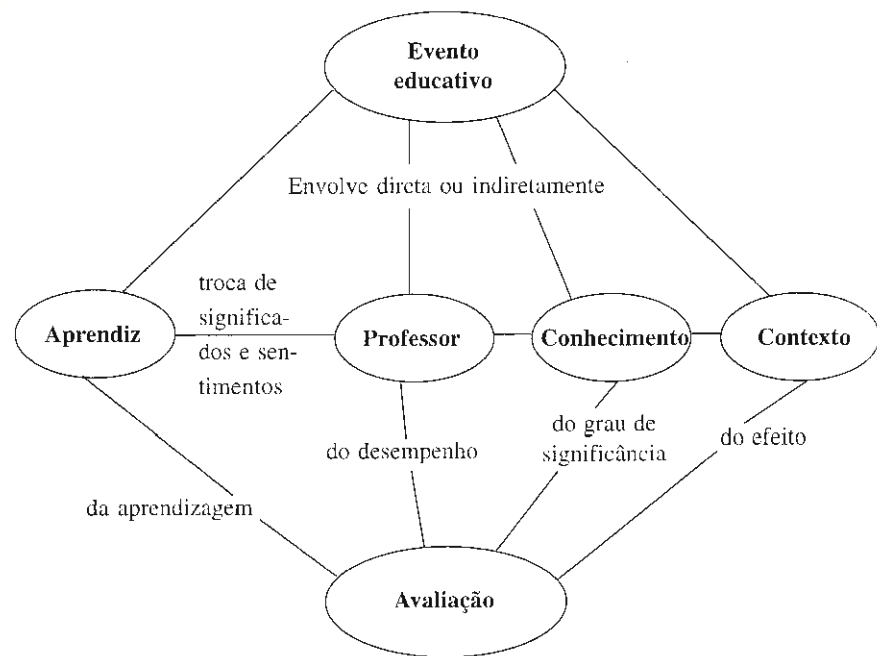 Evento
educativo
Envolve direta ou indiretamente
troca de
significa-
dos e sen-
timentos
Aprendiz
Professor
Conhecimento
Contexto
do desempenho
do grau de
significância
do efeito
da aprendizagem
Avaliação